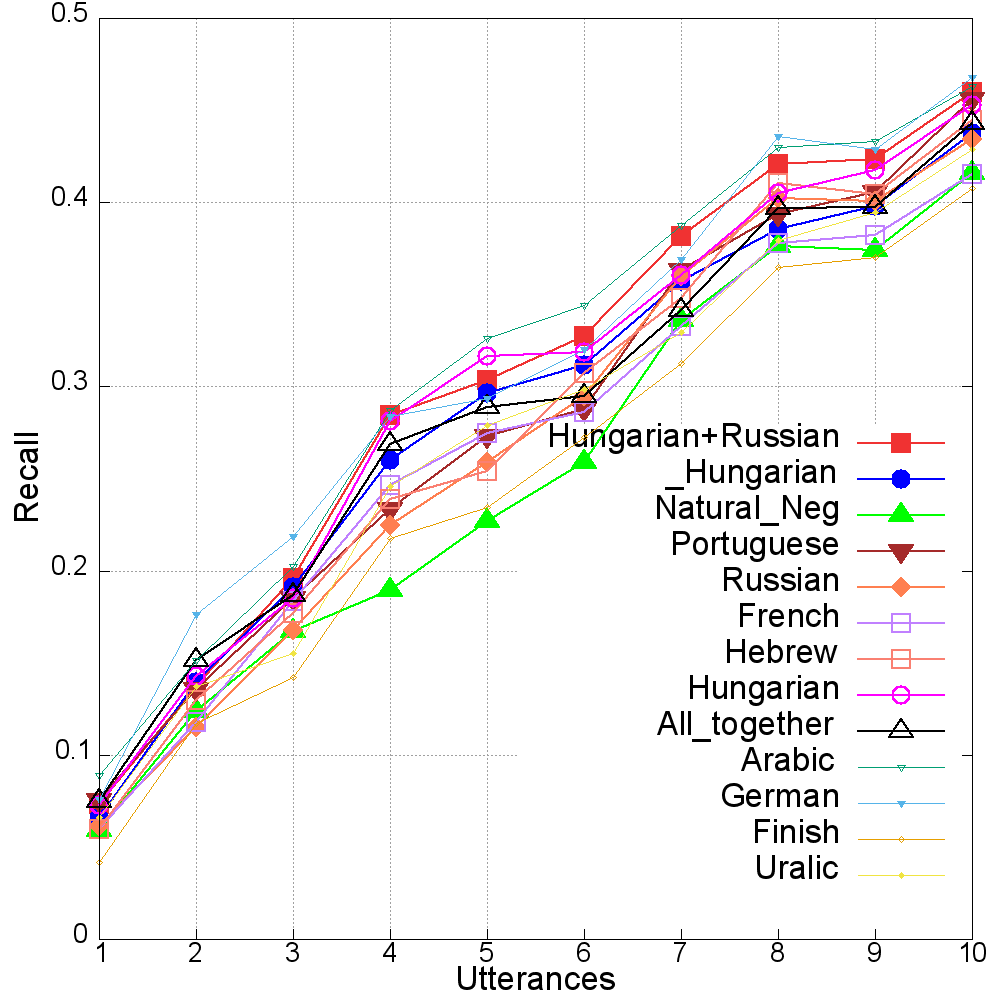 0.5
0.4
0.3
0.2
0.1
0
Recall
Hungarian+Russian
_Hungarian
Natural_Neg
Portuguese
Russian
French
Hebrew
Hungarian
All_together
Arabic
German
Finish
Uralic
1 2 3 4 5 6 7 8 9 10
Utterances